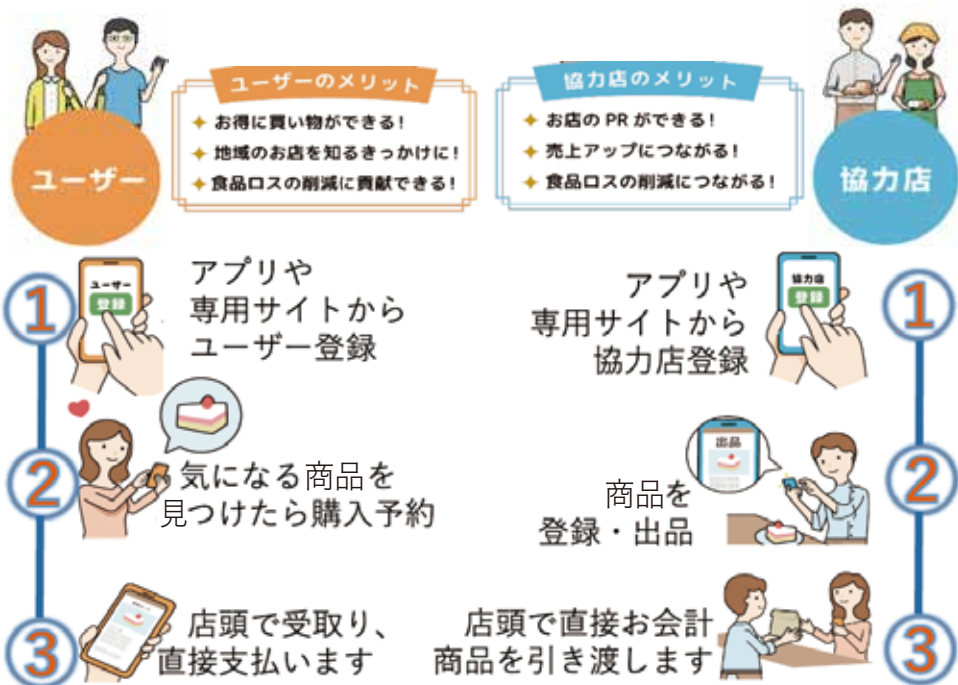 ユーザー
ユーザーのメリット
お得に買い物ができる!
地域のお店を知るきっかけに!
食品ロスの削減に貢献できる!
協力店のメリット
お店のPRができる!
売上アップにつながる!
食品ロスの削減につながる!
協力店
1
ユーザー
登録
アプリや
専用サイトから
ユーザー登録
2
気になる商品を
見つけたら購入予約
3
店頭で受取り、
直接支払います
アプリや
専用サイトから
協力店登録
協力店
登録
1
商品を
登録・出品
出品
2
店頭で直接お会計
商品を引き渡します
3